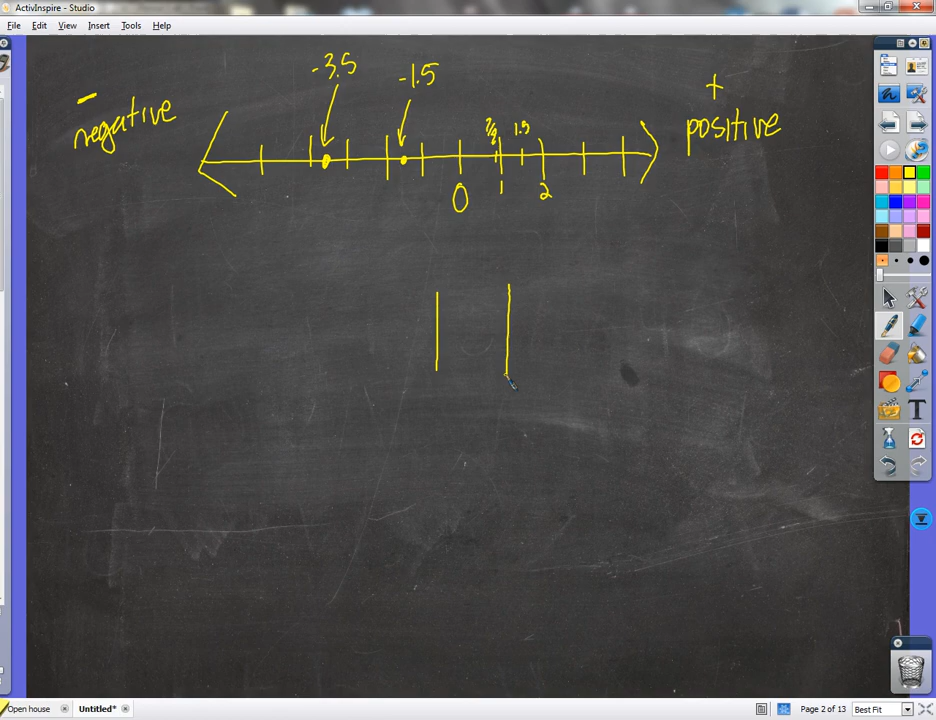 ActivInspire - Studio
File Edit View Insert Tools Help
-3.5
-1.5
- negative
+ positive
1.5
0
1
2
Open house
Untitled*
Page 2 of 13
Best Fit